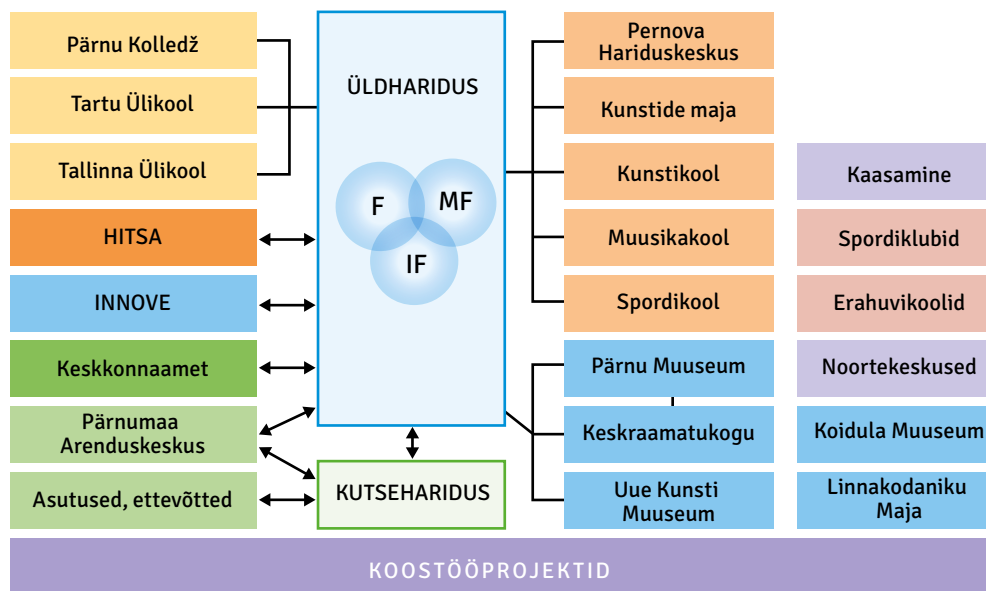 Pärnu Kolledž
Tartu Ülikool
Tallinna Ülikool
HITSA
INNOVE
Keskkonnaamet
Pärnumaa
Arenduskeskus
Asutused, ettevõtted
ÜLDHARIDUS
F
MF
IF
KUTSEHARIDUS
Pernova
Hariduskeskus
Kunstide maja
Kunstikool
Muusikakool
Spordikool
Pärnu Muuseum
Keskraamatukogu
Uue Kunsti
Muuseum
Kaasamine
Spordiklubid
Erahuvikoolid
Noortekeskused
Koidula Muuseum
Linnakodaniku
Maja
KOOSTÖÖPROJEKTID